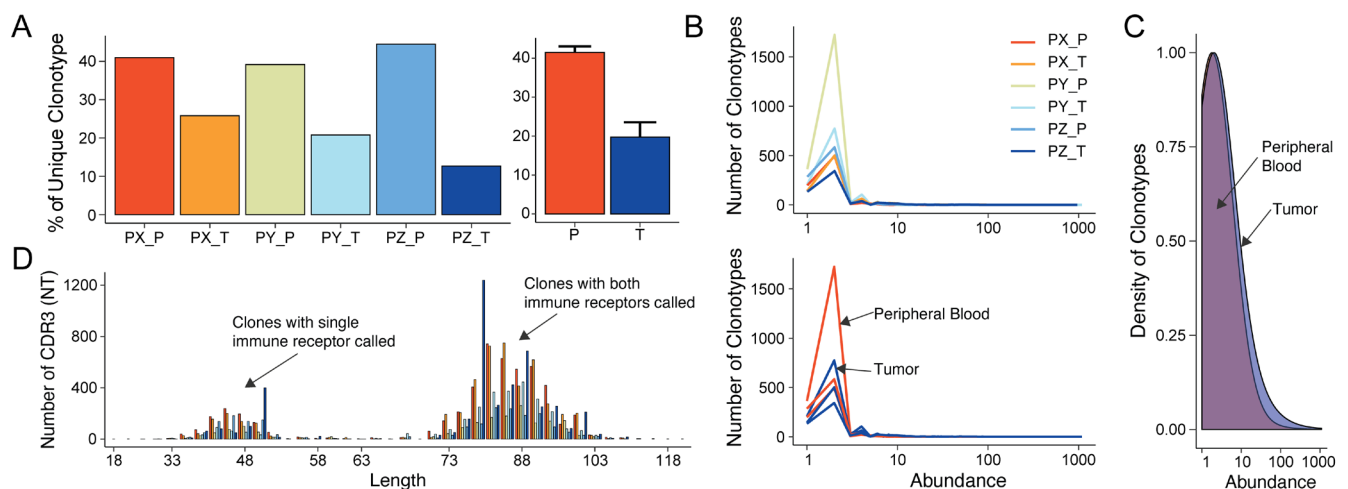 A
% of Unique Clonotype
40
30
20
10
0
PX_P
PX_T
PY_P
PY_T
PZ_P
PZ_T
40
30
20
10
0
P
T
B
Number of Clonotypes
1500
1000
500
0
1
10
100
1000
PX_P
PX_T
PY_P
PY_T
PZ_P
PZ_T
Number of Clonotypes
1500
1000
500
0
Peripheral Blood
Tumor
1
10
100
1000
Abundance
C
Density of Clonotypes
1.00
0.75
0.50
0.25
0.00
Peripheral
Blood
Tumor
1
10
100
1000
Abundance
D
Number of CDR3 (NT)
1200
800
400
0
Clones with single
immune receptor called
Clones with both
immune receptors called
18
33
48
58
63
73
88
103
118
Length